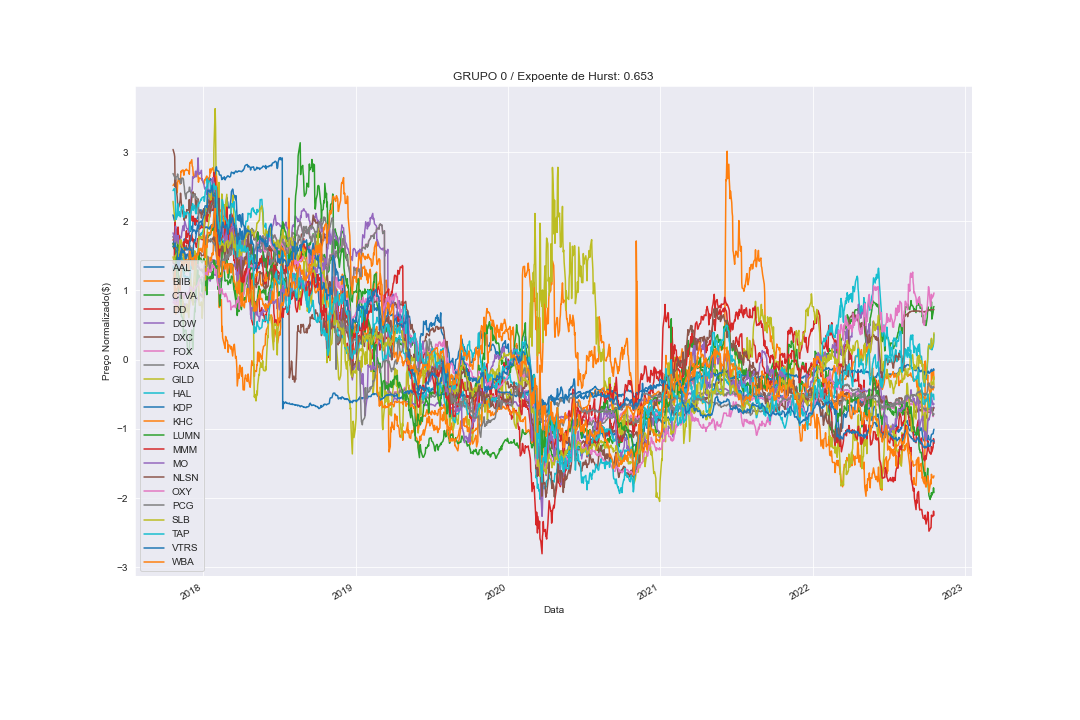 GRUPO 0 / Expoente de Hurst: 0.653
Preço Normalizado($)
3
2
1
0
−1
−2
−3
AAL
BIIB
CTVA
DD
DOW
DXC
FOX
FOXA
GILD
HAL
KDP
KHC
LUMN
MMM
MO
NLSN
OXY
PCG
SLB
TAP
VTRS
WBA
2018
2019
2020
2021
2022
2023
Data